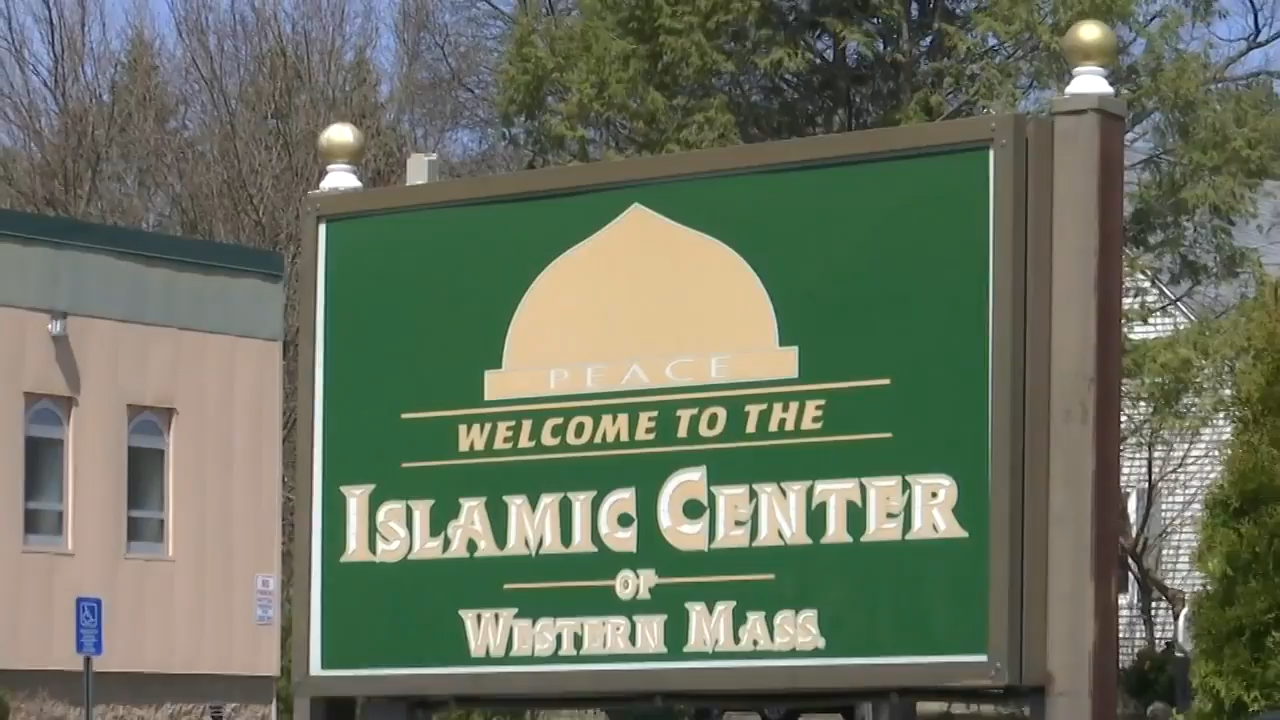 PEACE
WELCOME TO THE
ISLAMIC CENTER
OF
WESTERN MASS.